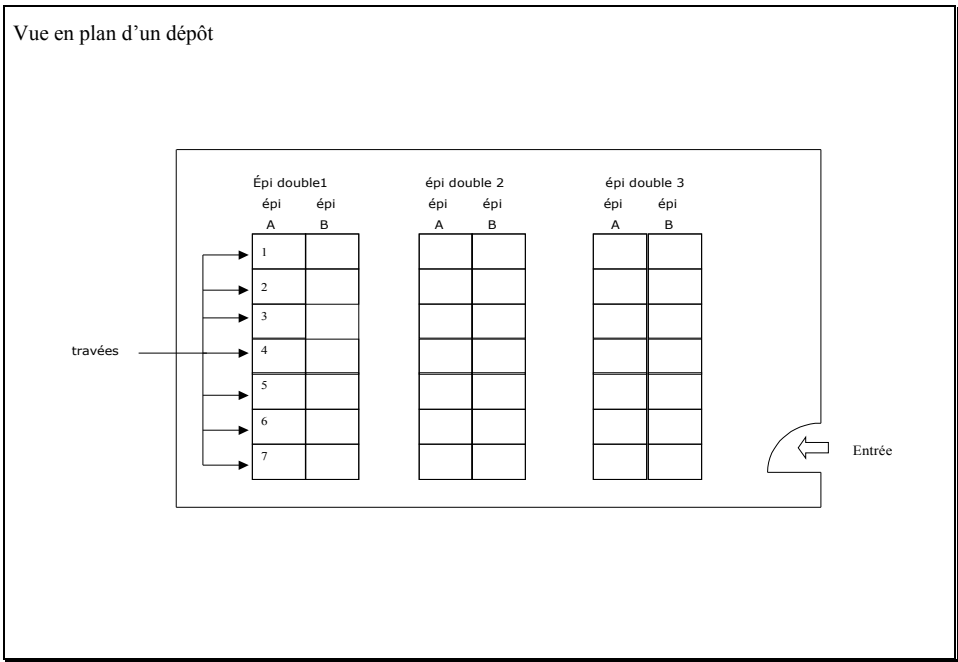 Vue en plan d’un dépôt
Épi double1 épi double 2 épi double 3
épi épi épi épi épi épi
A B A B A B
1
2
3
travées 4
5
6
Entrée
7